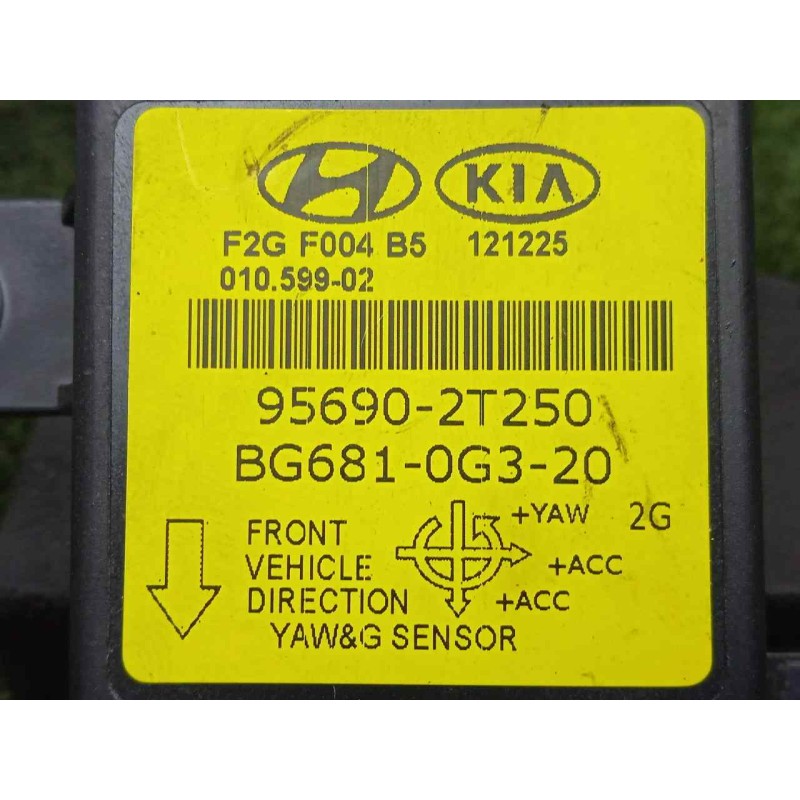 KIA
F2G F004 B5 121225
010.599-02
95690-2T250
BG681-0G3-20
+YAW 2G
FRONT
VEHICLE +ACC
DIRECTION +ACC
YAW&G SENSOR